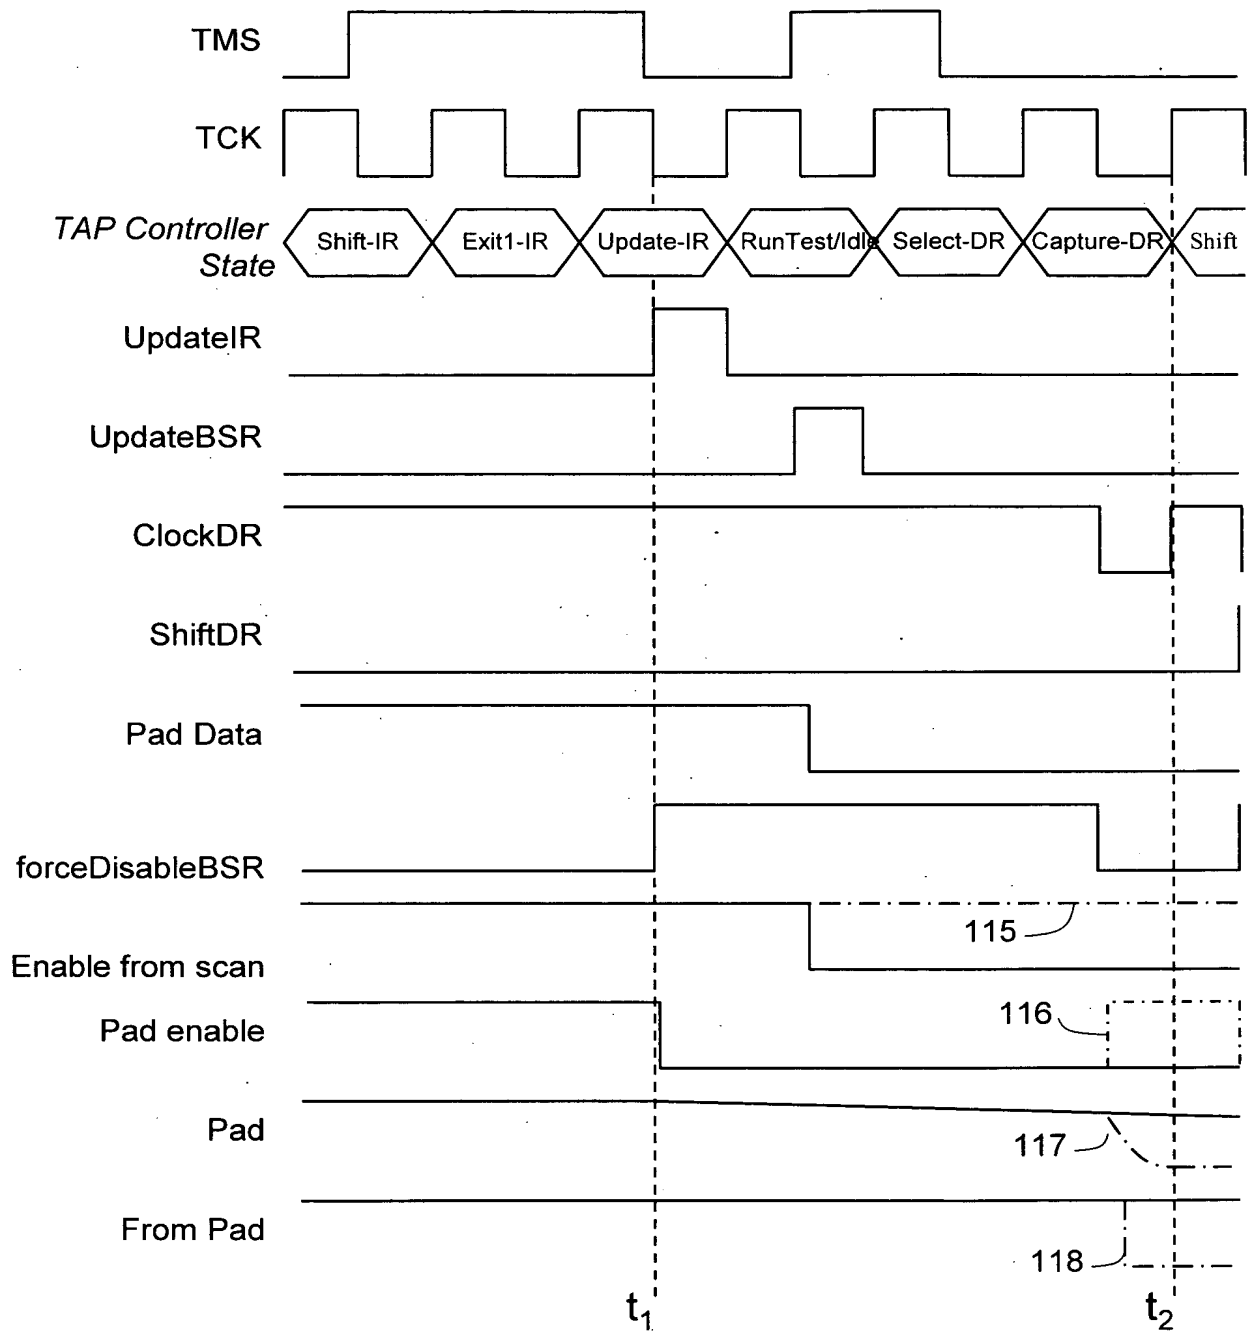 TMS
TCK
TAP Controller
State
Shift-IR
Exit1-IR
Update-IR
RunTest/Idle
Select-DR
Capture-DR
Shift
UpdateIR
UpdateBSR
ClockDR
ShiftDR
Pad Data
forceDisableBSR
115
Enable from scan
Pad enable
116
Pad
117
From Pad
118
t1
t2